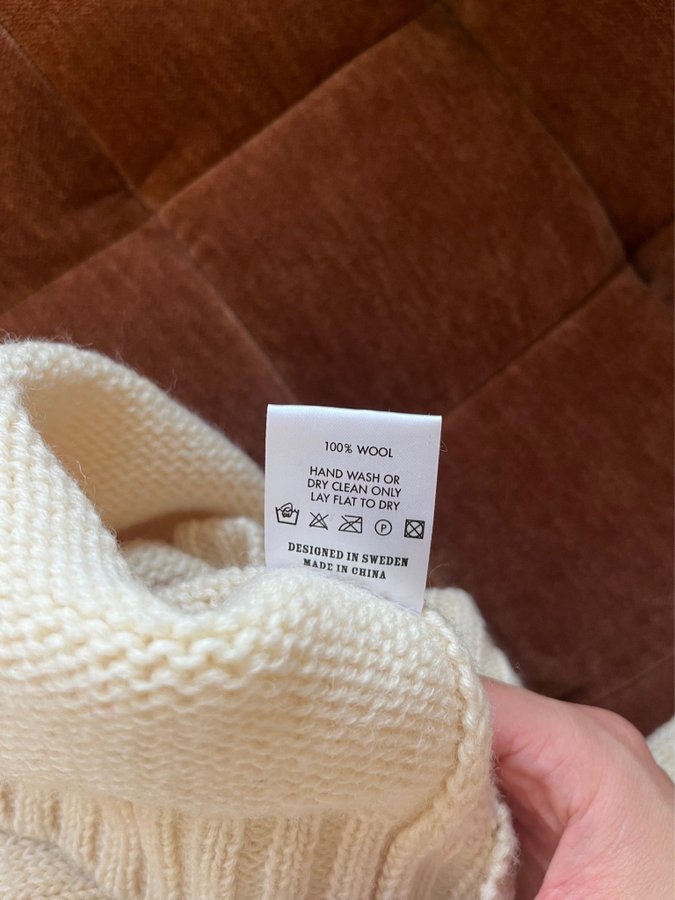 100% WOOL
HAND WASH OR
DRY CLEAN ONLY
LAY FLAT TO DRY
P
DESIGNED IN SWEDEN
MADE IN CHINA